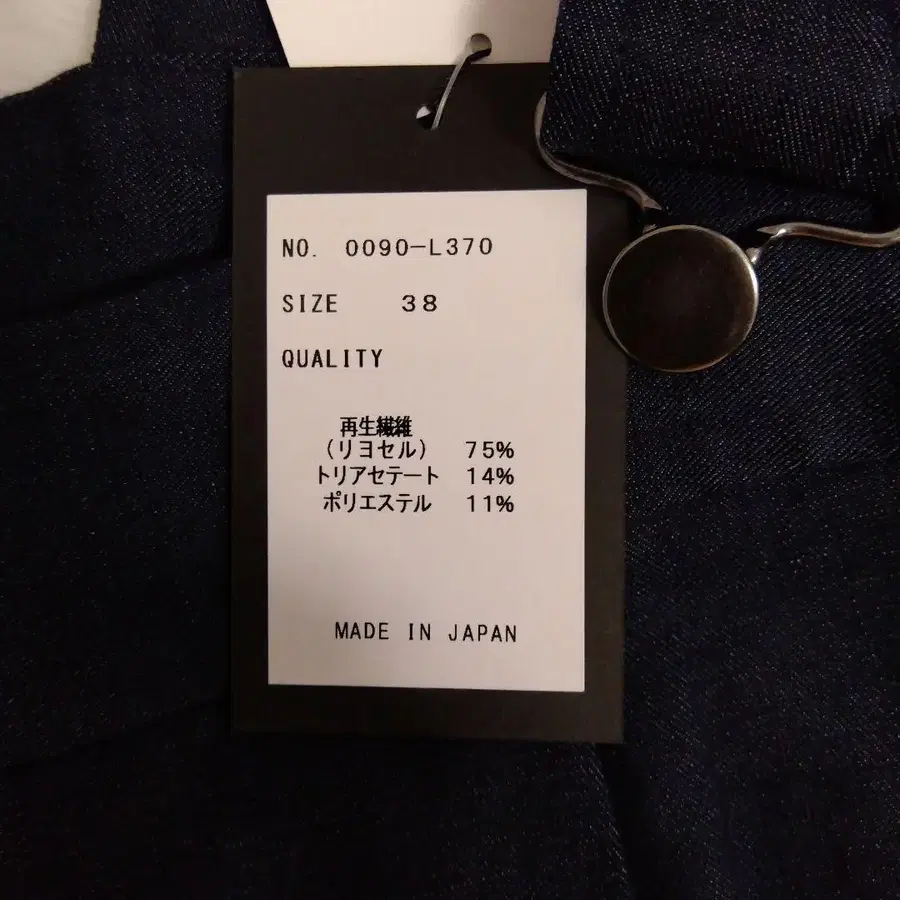 NO. 0090-L370
SIZE 38
QUALITY
再生繊維
(リヨセル) 75%
トリアセテート 14%
ポリエステル 11%
MADE IN JAPAN